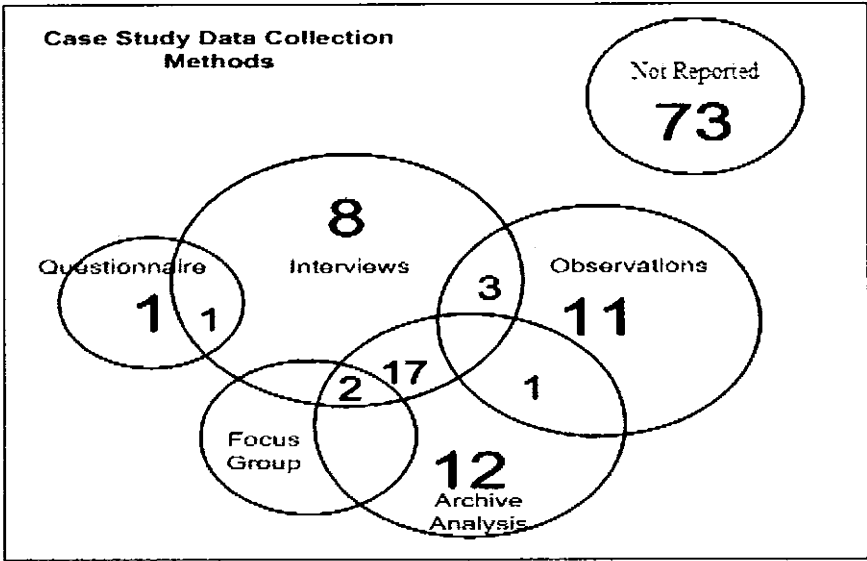 Case Study Data Collection
Methods
Not Reported
73
8
Questionnaire
Interviews
Observations
1
1
3
11
2
17
1
Focus
Group
12
Archive
Analysis